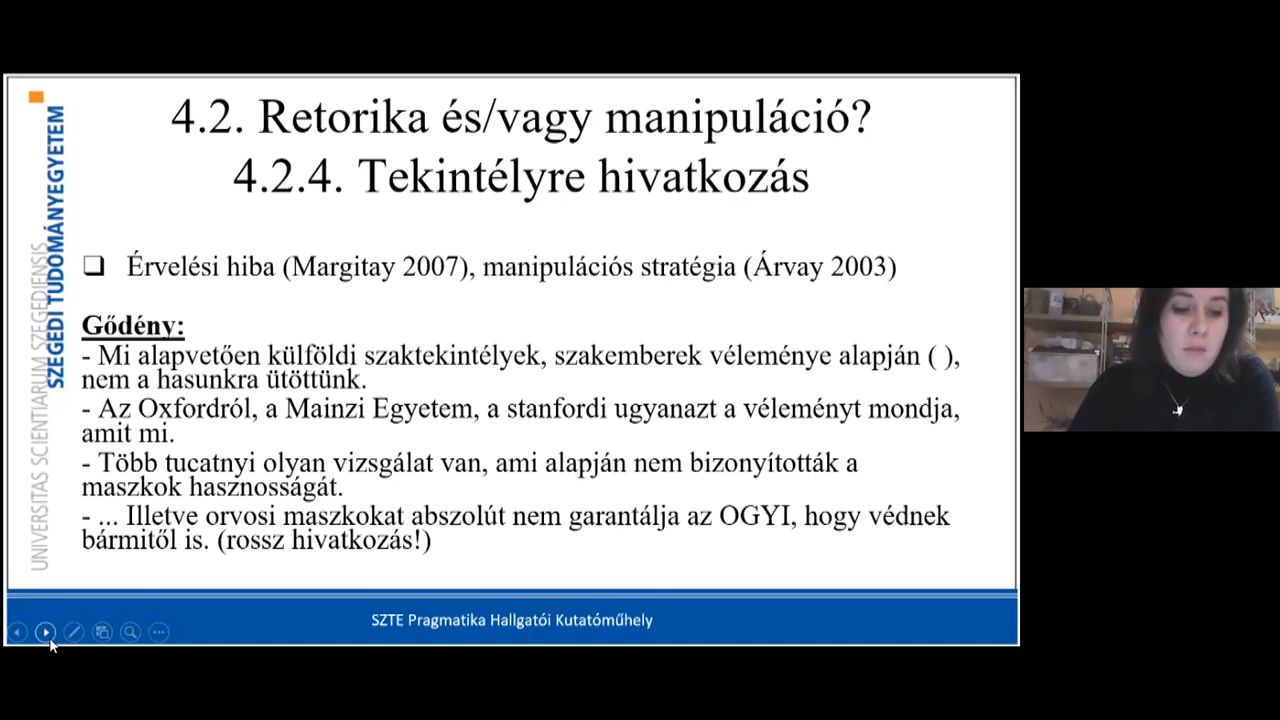 4.2. Retorika és/vagy manipuláció?
4.2.4. Tekintélyre hivatkozás
UNIVERSITAS SCIENTIARUM SZEGEDIENSIS
SZEGEDI TUDOMÁNYEGYETEM
❑ Érvelési hiba (Margitay 2007), manipulációs stratégia (Árvay 2003)
Gődény:
- Mi alapvetően külföldi szaktekintélyek, szakemberek véleménye alapján ( ),
nem a hasunkra ütöttünk.
- Az Oxfordról, a Mainzi Egyetem, a stanfordi ugyanazt a véleményt mondja,
amit mi.
- Több tucatnyi olyan vizsgálat van, ami alapján nem bizonyították a
maszkok hasznosságát.
- ... Illetve orvosi maszkokat abszolút nem garantálja az OGYI, hogy védnek
bármitől is. (rossz hivatkozás!)
SZTE Pragmatika Hallgatói Kutatóműhely